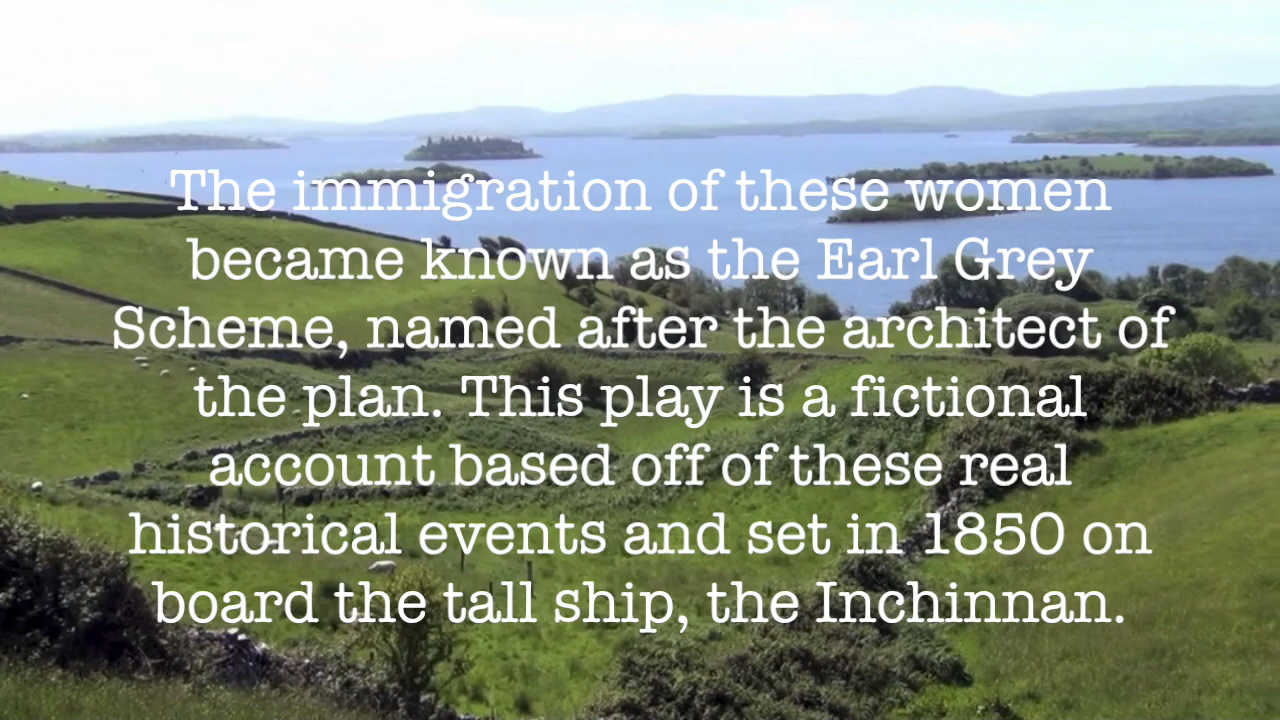 The immigration of these women
became known as the Earl Grey
Scheme, named after the architect of
the plan. This play is a fictional
account based off of these real
historical events and set in 1850 on
board the tall ship, the Inchinnan.